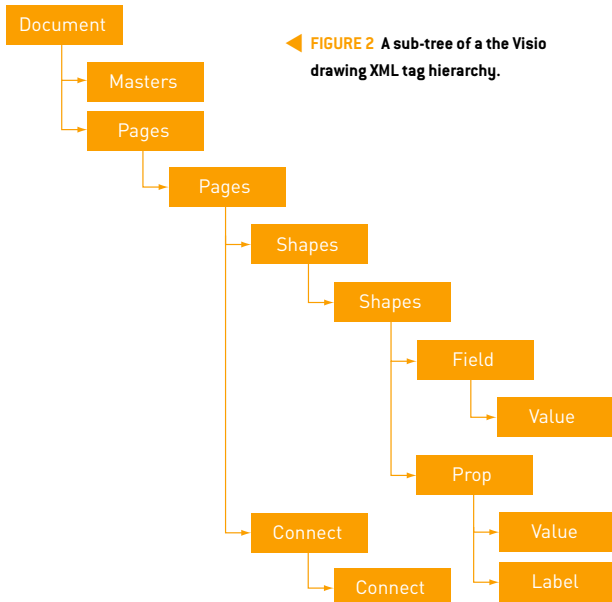 Document
FIGURE 2 A sub-tree of a the Visio
drawing XML tag hierarchy.
Masters
Pages
Pages
Shapes
Shapes
Field
Value
Prop
Value
Label
Connect
Connect